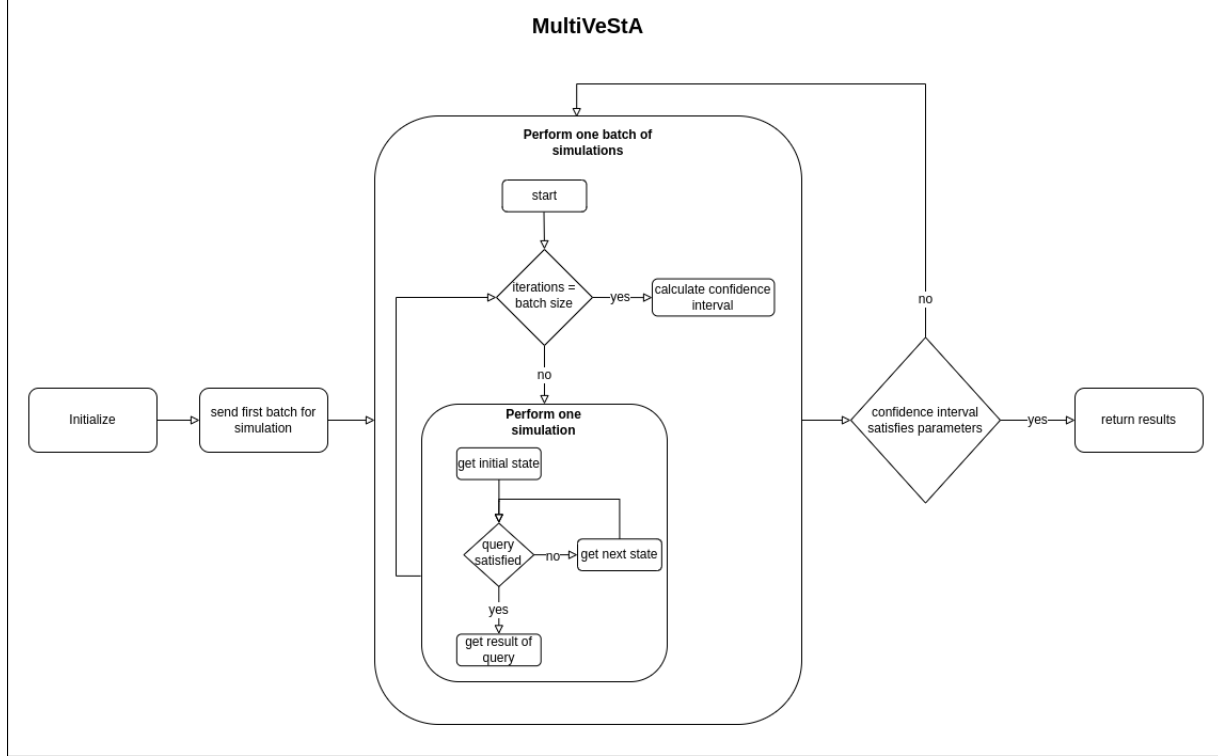 MultiVeStA
Perform one batch of
simulations
start
iterations =
batch size
yes
calculate confidence
interval
no
Perform one
simulation
get initial state
query
satisfied
no
get next state
yes
get result of
query
Initialize
send first batch for
simulation
no
confidence interval
satisfies parameters
yes
return results